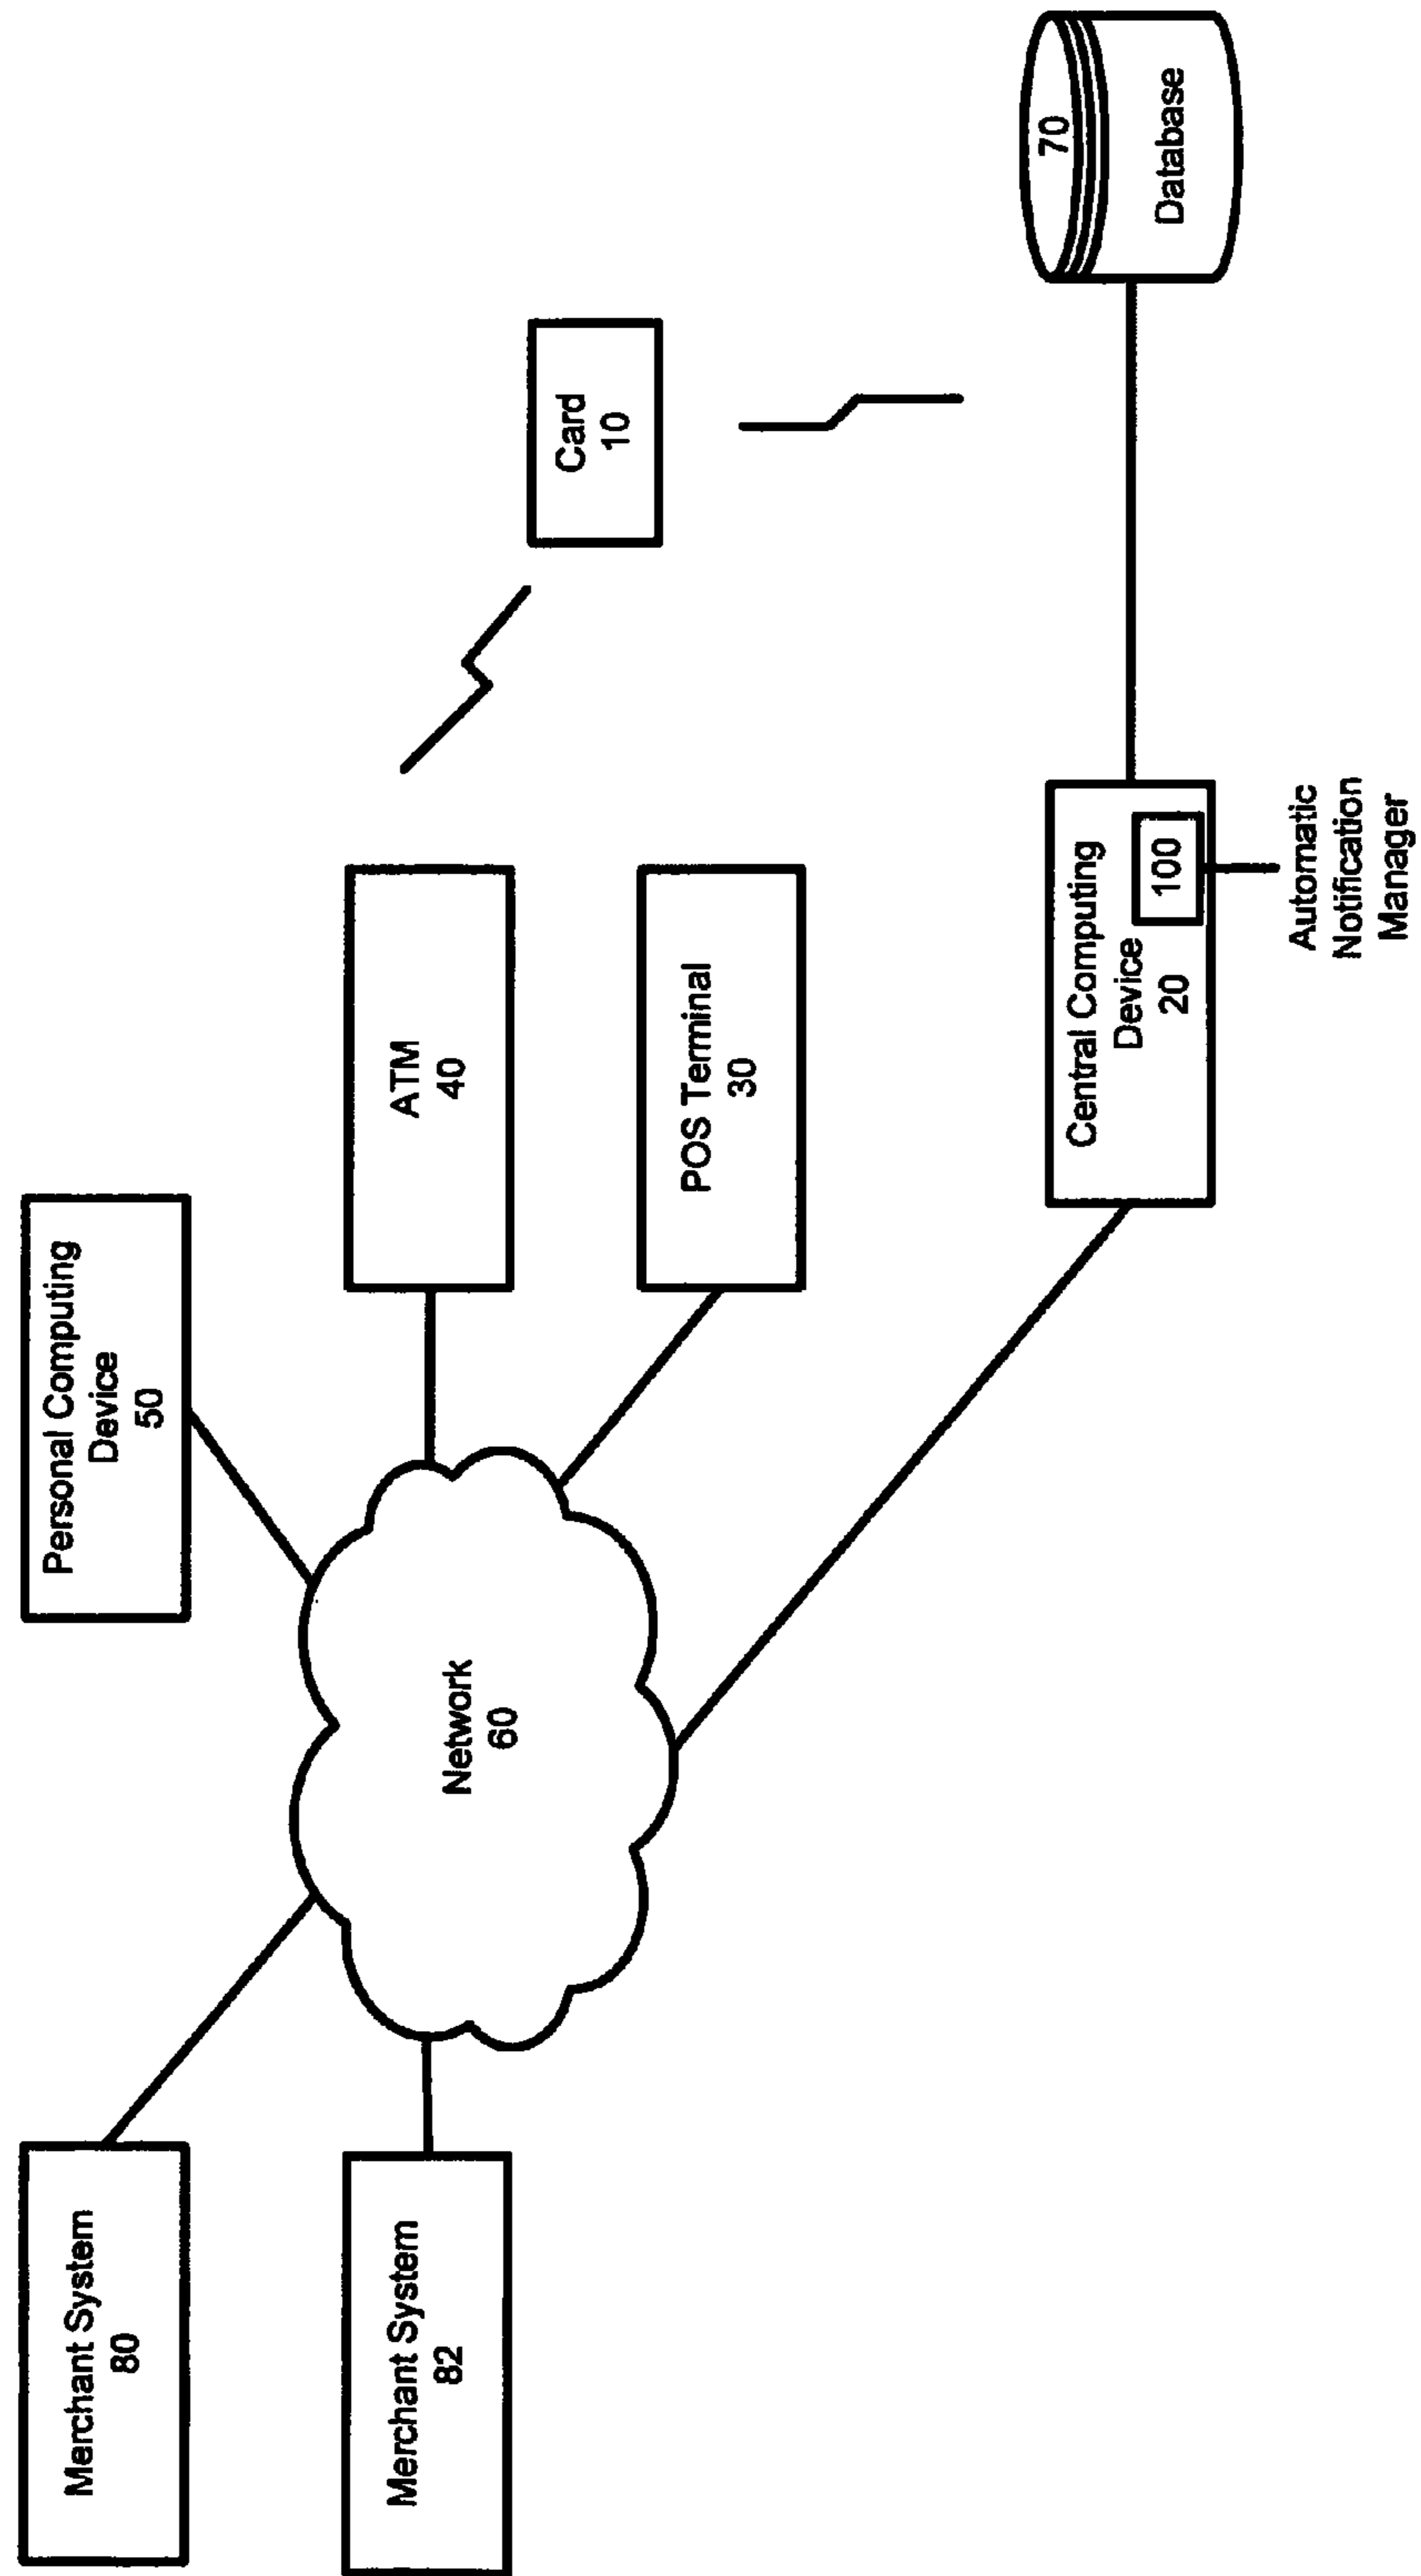 Personal Computing
Device
50
Merchant System
80
Merchant System
82
Network
60
ATM
40
POS Terminal
30
Card
10
Central Computing
Device
20
100
Automatic
Notification
Manager
70
Database